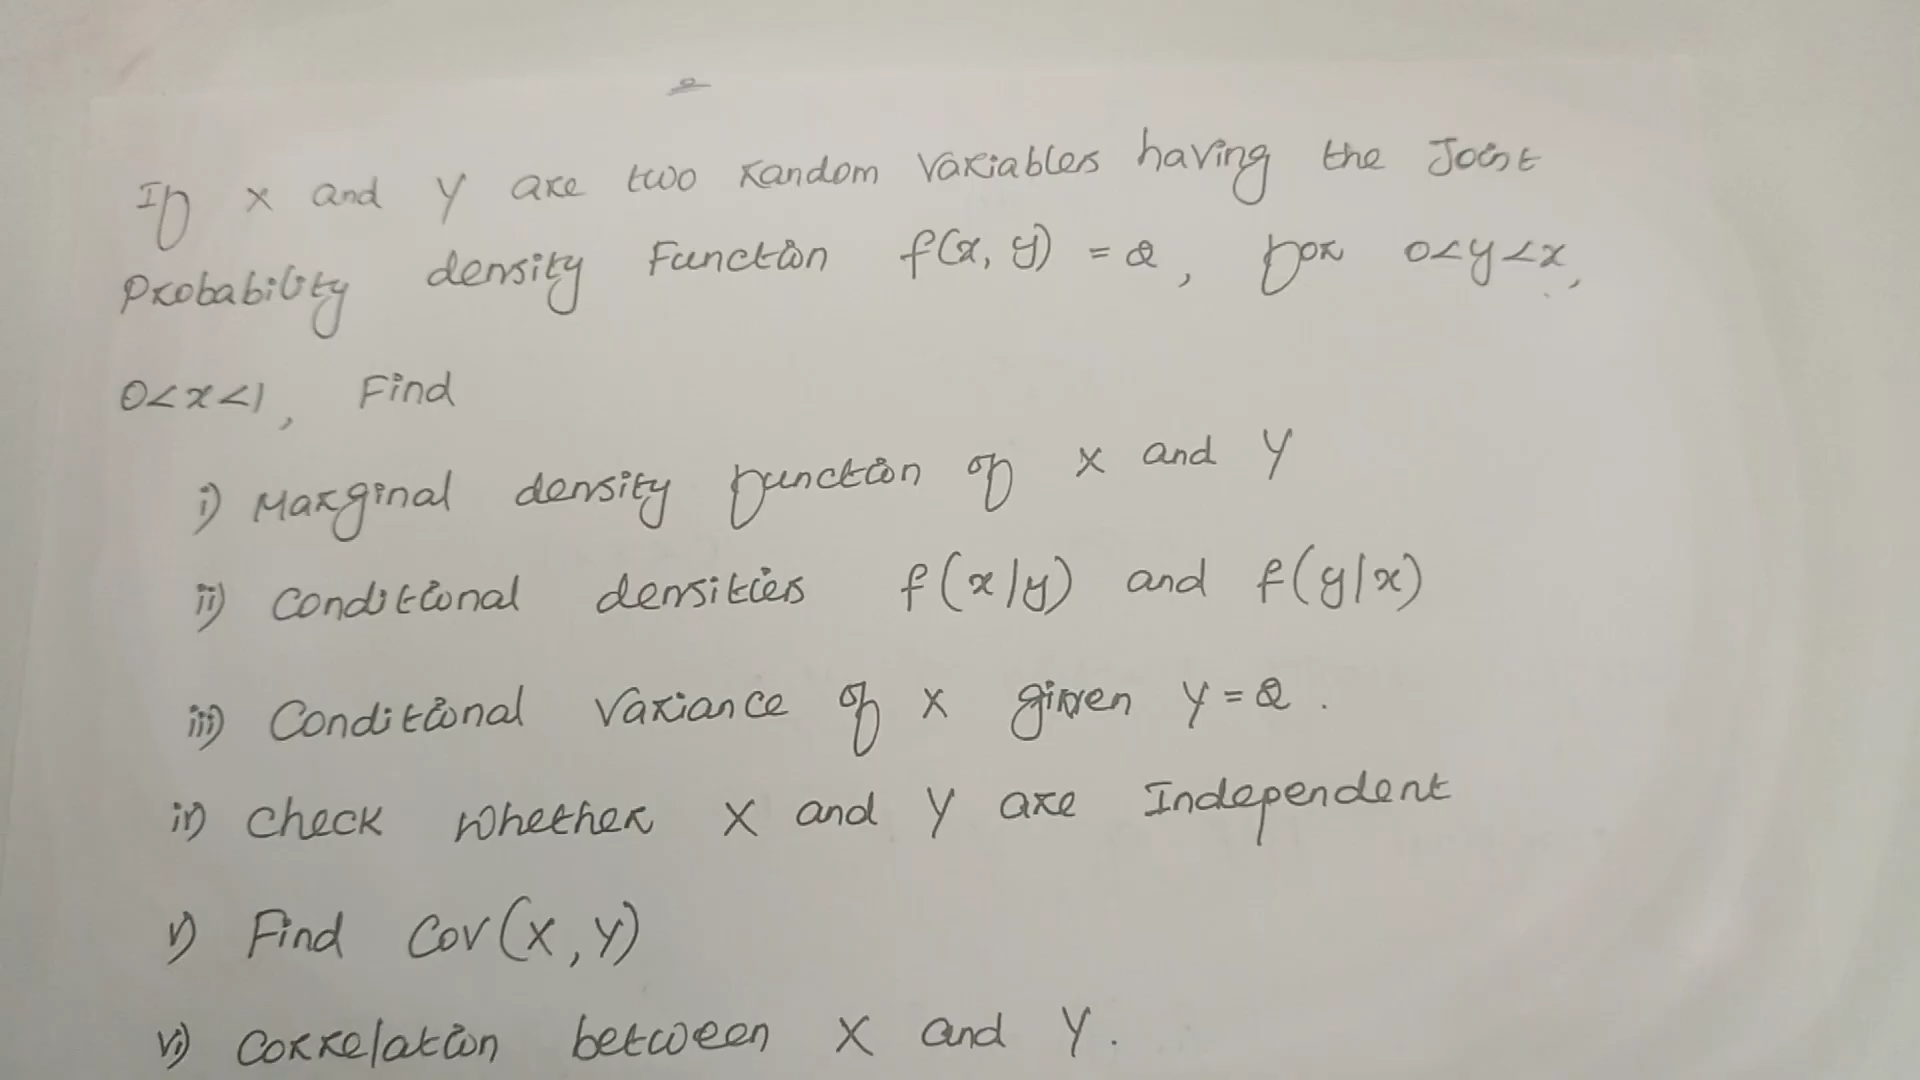 If X and Y are two random variables having the Joint
Probability density Function f(x, y) = 2, for 0<y<x,
0<x<1, Find
i) Marginal density function of X and Y
ii) Conditional densities f(x/y) and f(y/x)
iii) Conditional Variance of X given Y=2.
iv) Check whether X and Y are Independent
v) Find Cov(X,Y)
vi) Correlation between X and Y.